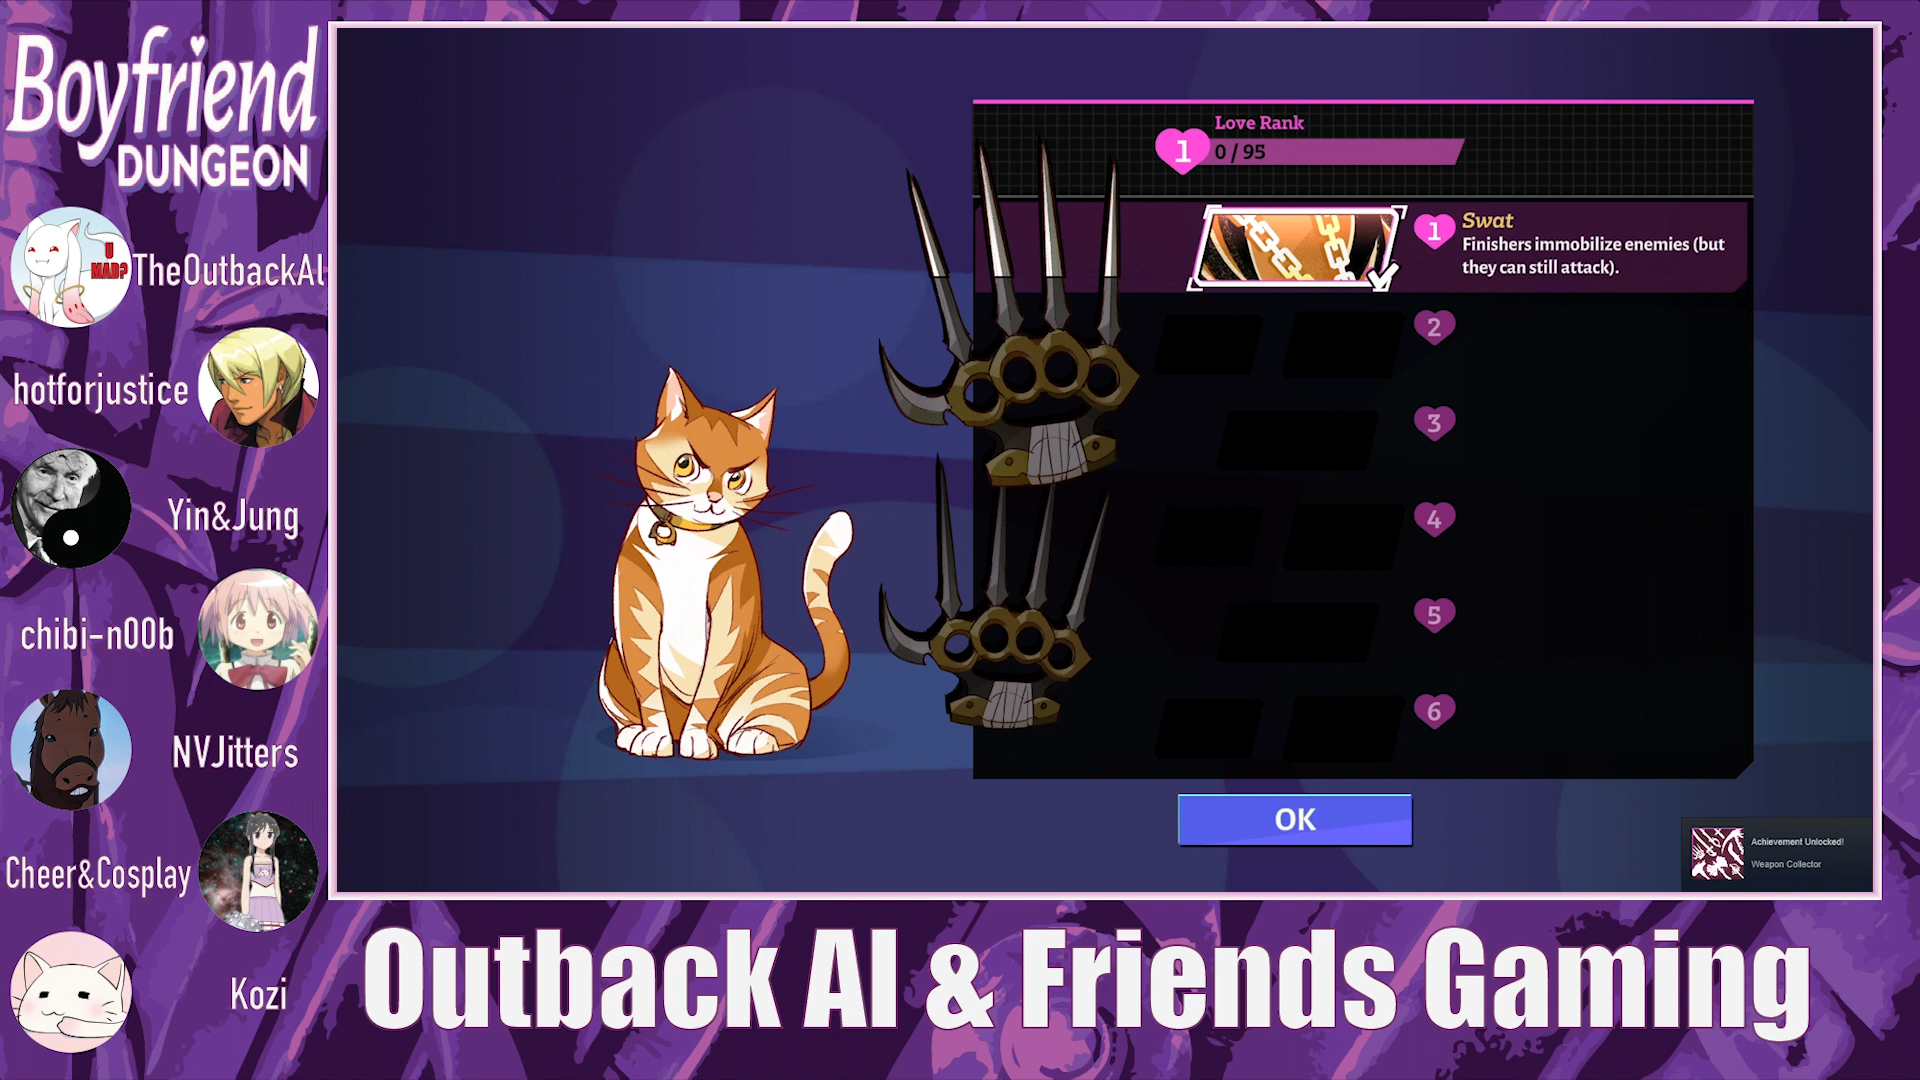 Boyfriend
DUNGEON
U
MAD?
TheOutbackAl
hotforjustice
Yin&Jung
chibi-n00b
NVJitters
Cheer&Cosplay
Kozi
Love Rank
1
0 / 95
1
Swat
Finishers immobilize enemies (but
they can still attack).
2
3
4
5
6
OK
Achievement Unlocked!
Weapon Collector
Outback Al & Friends Gaming